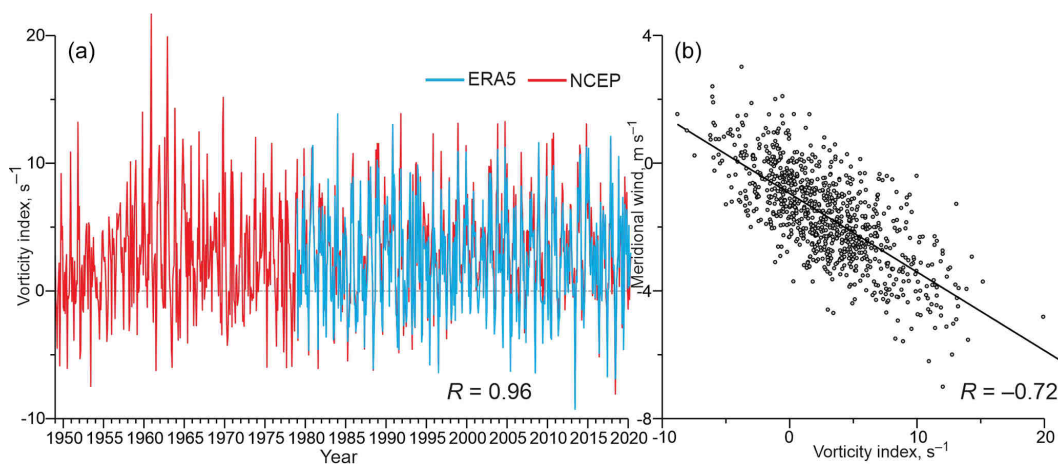 (a)
20
10
0
-10
Vorticity index, s⁻¹
ERA5 NCEP
R = 0.96
1950 1955 1960 1965 1970 1975 1980 1985 1990 1995 2000 2005 2010 2015 2020
Year
(b)
4
0
-4
-8
Meridional wind, m s⁻¹
R = –0.72
-10 0 10 20
Vorticity index, s⁻¹